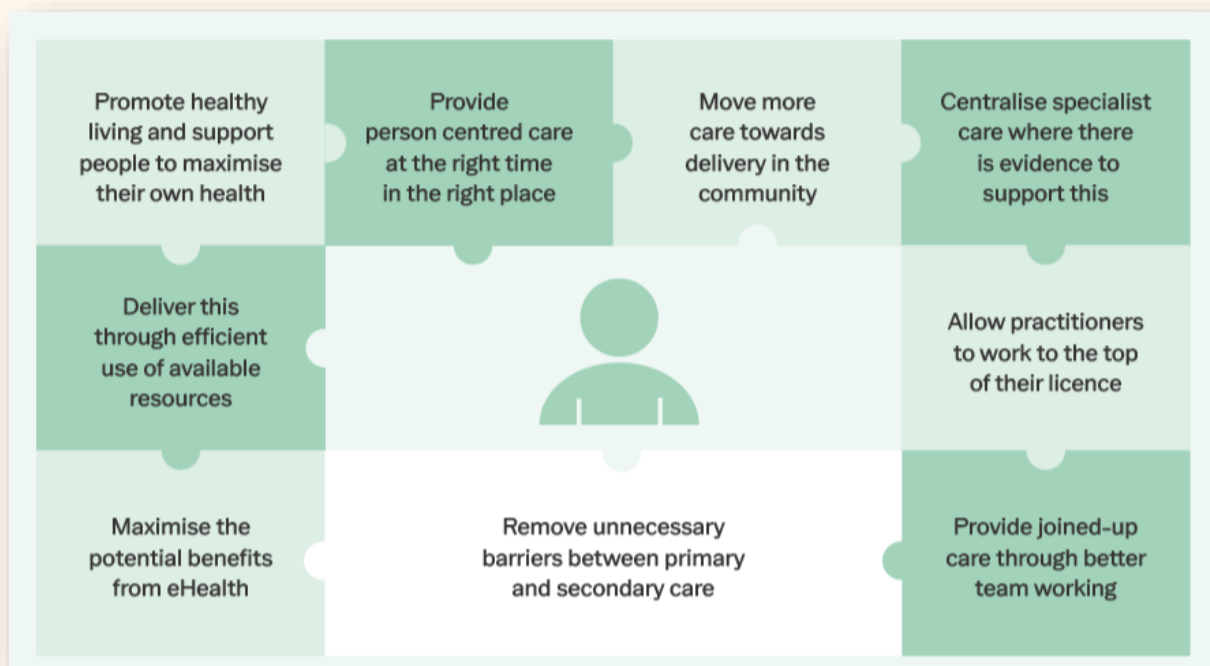 Promote healthy
living and support
people to maximise
their own health
Provide
person centred care
at the right time
in the right place
Move more
care towards
delivery in the
community
Centralise specialist
care where there
is evidence to
support this
Deliver this
through efficient
use of available
resources
Allow practitioners
to work to the top
of their licence
Maximise the
potential benefits
from eHealth
Remove unnecessary
barriers between primary
and secondary care
Provide joined-up
care through better
team working